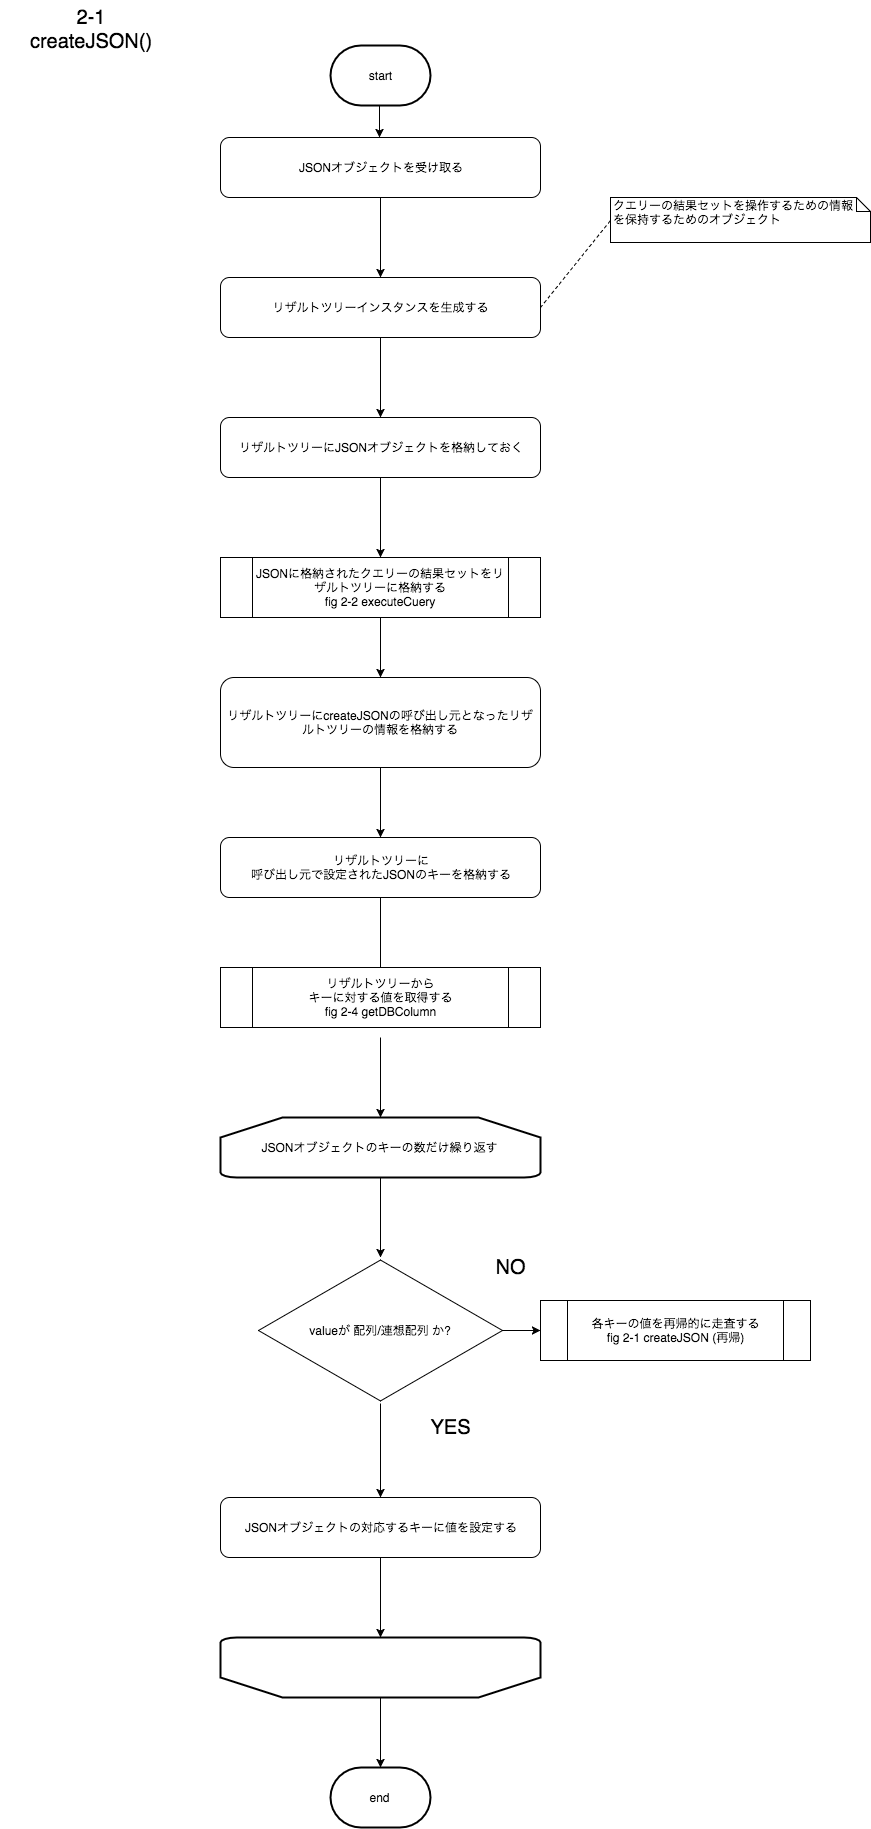 2-1
createJSON()
start
JSONオブジェクトを受け取る
クエリーの結果セットを操作するための情報
を保持するためのオブジェクト
リザルトツリーインスタンスを生成する
リザルトツリーにJSONオブジェクトを格納しておく
JSONに格納されたクエリーの結果セットをリ
ザルトツリーに格納する
fig 2-2 executeCuery
リザルトツリーにcreateJSONの呼び出し元となったリザ
ルトツリーの情報を格納する
リザルトツリーに
呼び出し元で設定されたJSONのキーを格納する
リザルトツリーから
キーに対する値を取得する
fig 2-4 getDBColumn
JSONオブジェクトのキーの数だけ繰り返す
NO
valueが 配列/連想配列 か?
各キーの値を再帰的に走査する
fig 2-1 createJSON (再帰)
YES
JSONオブジェクトの対応するキーに値を設定する
end